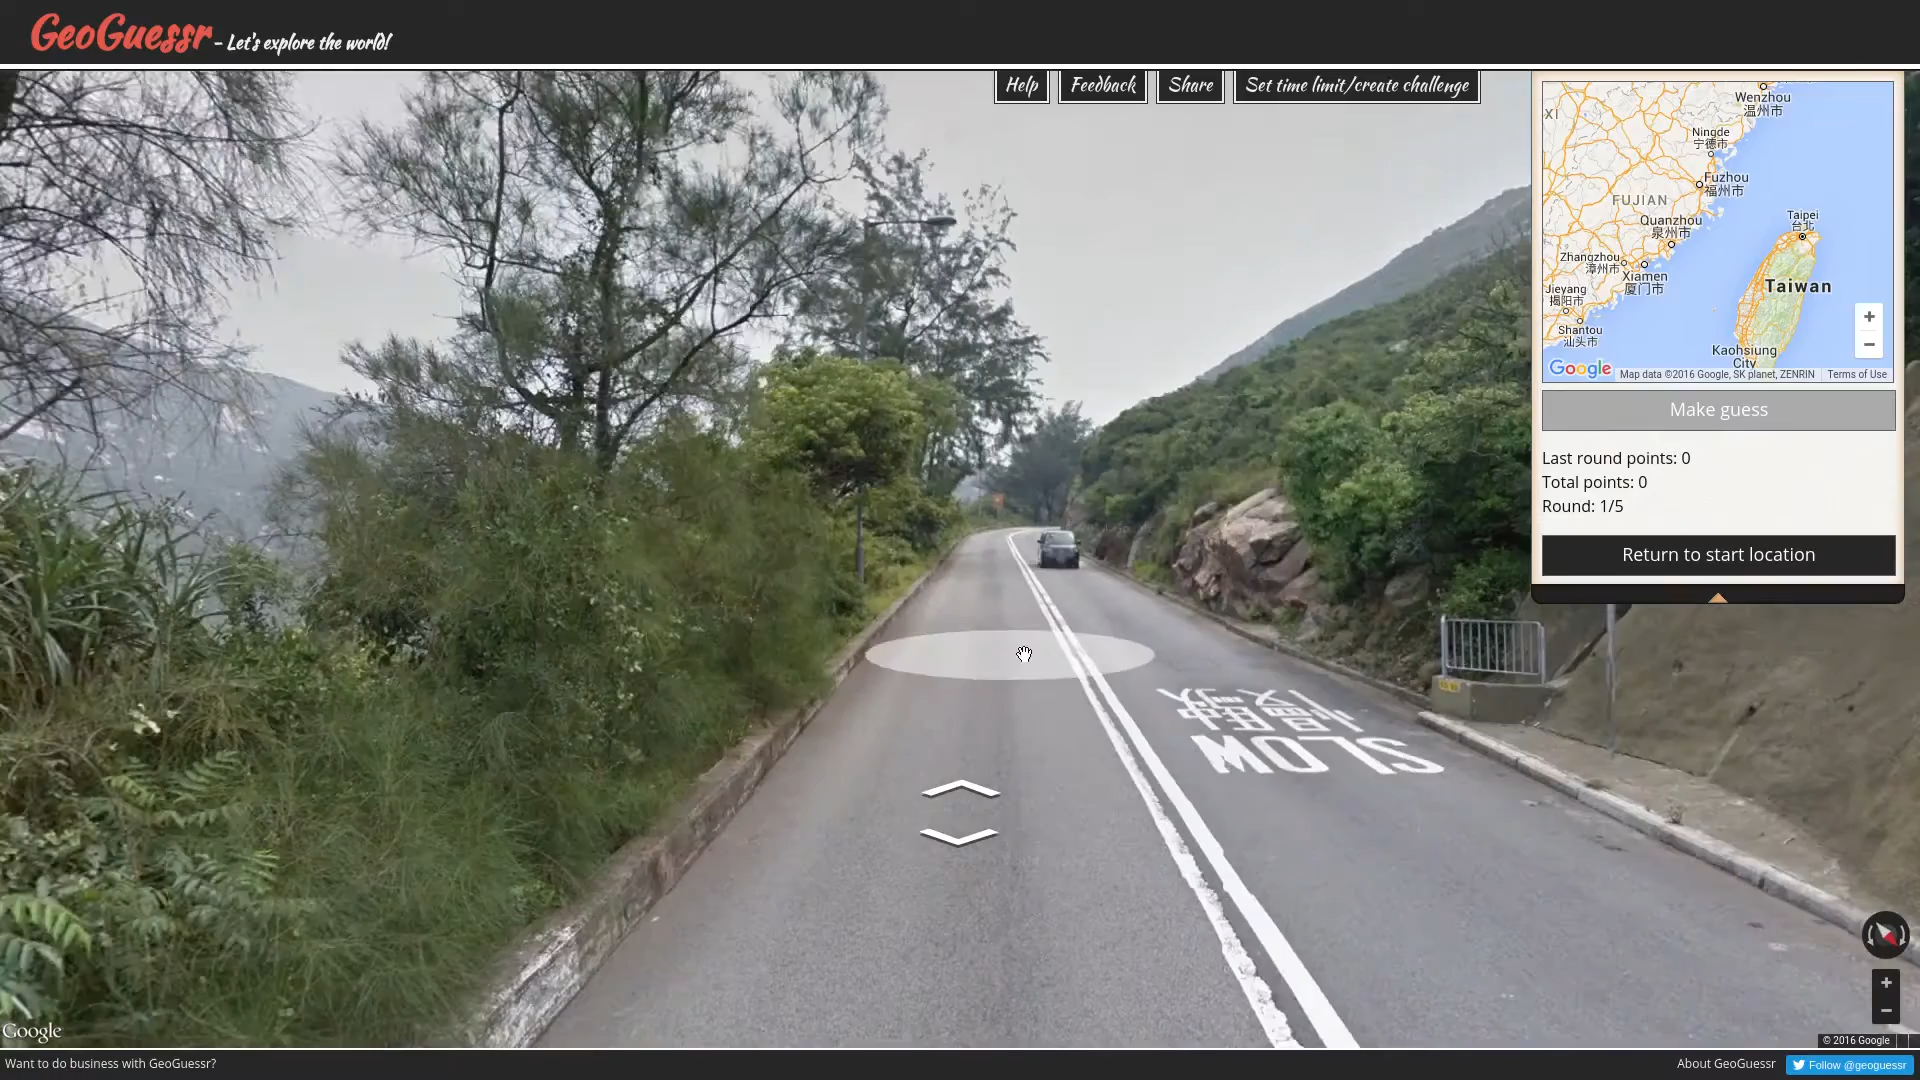 GeoGuessr - Let's explore the world!
Help
Feedback
Share
Set time limit/create challenge
Wenzhou
温州市
XI
Ningde
宁德市
Fuzhou
福州市
FUJIAN
Quanzhou
泉州市
Taipei
台北
Zhangzhou
漳州市
Xiamen
厦门市
Jieyang
揭阳市
Taiwan
Shantou
汕头市
Kaohsiung
City
+
−
Google
Map data ©2016 Google, SK planet, ZENRIN
Terms of Use
Make guess
Last round points: 0
Total points: 0
Round: 1/5
Return to start location
SLOW
+
−
Google
© 2016 Google
Want to do business with GeoGuessr?
About GeoGuessr
Follow @geoguessr